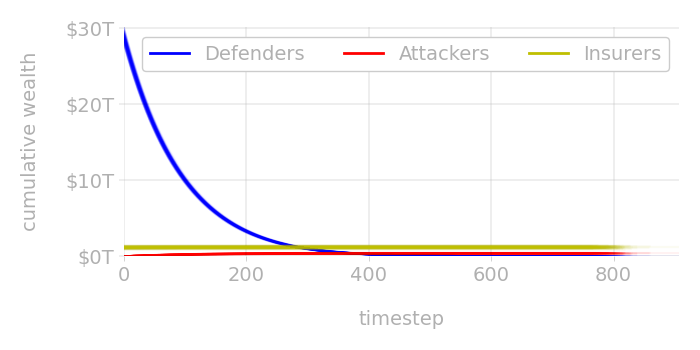 $30T
Defenders Attackers Insurers
$20T
cumulative wealth
$10T
$0T
0 200 400 600 800
timestep